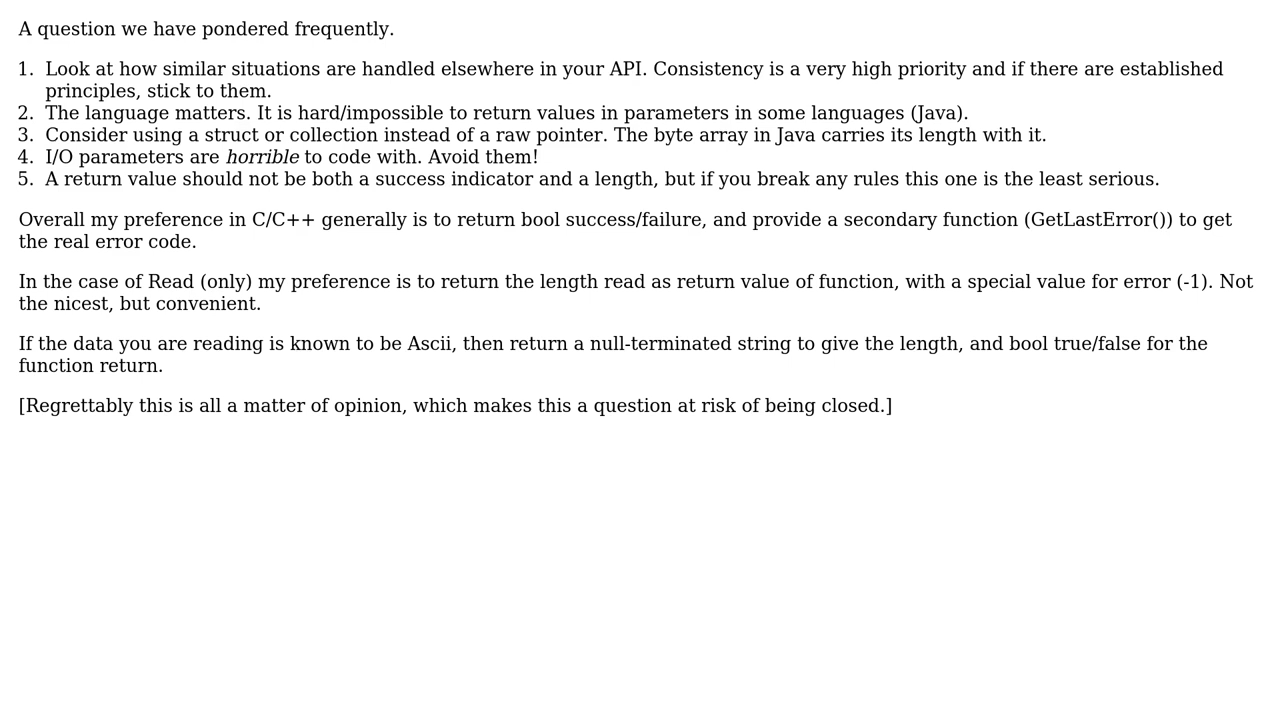 A question we have pondered frequently.
1. Look at how similar situations are handled elsewhere in your API. Consistency is a very high priority and if there are established
principles, stick to them.
2. The language matters. It is hard/impossible to return values in parameters in some languages (Java).
3. Consider using a struct or collection instead of a raw pointer. The byte array in Java carries its length with it.
4. I/O parameters are horrible to code with. Avoid them!
5. A return value should not be both a success indicator and a length, but if you break any rules this one is the least serious.
Overall my preference in C/C++ generally is to return bool success/failure, and provide a secondary function (GetLastError()) to get
the real error code.
In the case of Read (only) my preference is to return the length read as return value of function, with a special value for error (-1). Not
the nicest, but convenient.
If the data you are reading is known to be Ascii, then return a null-terminated string to give the length, and bool true/false for the
function return.
[Regrettably this is all a matter of opinion, which makes this a question at risk of being closed.]